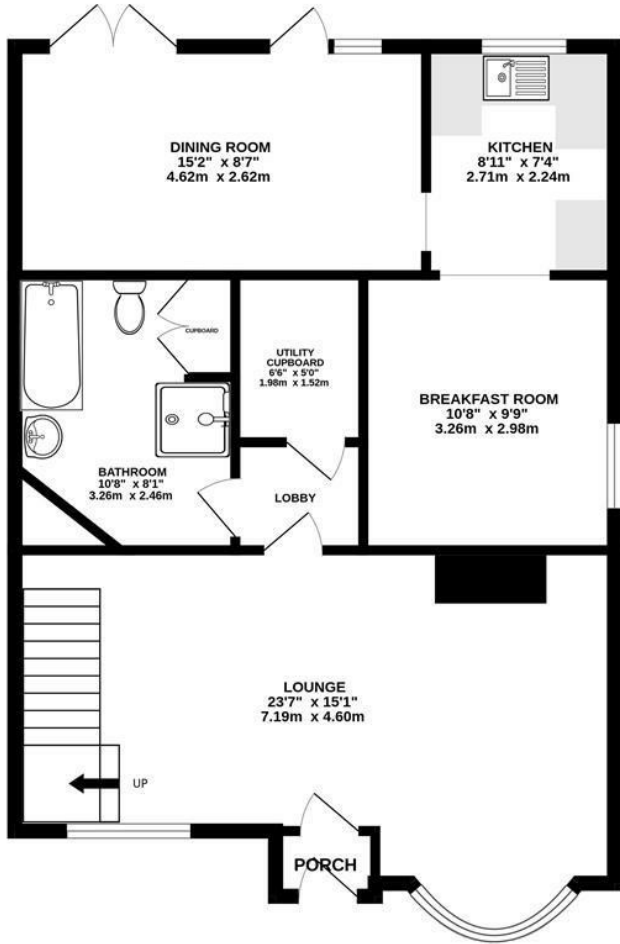 DINING ROOM
15'2" x 8'7"
4.62m x 2.62m
KITCHEN
8'11" x 7'4"
2.71m x 2.24m
CUPBOARD
UTILITY
CUPBOARD
6'6" x 5'0"
1.98m x 1.52m
BREAKFAST ROOM
10'8" x 9'9"
3.26m x 2.98m
BATHROOM
10'8" x 8'1"
3.26m x 2.46m
LOBBY
LOUNGE
23'7" x 15'1"
7.19m x 4.60m
UP
PORCH